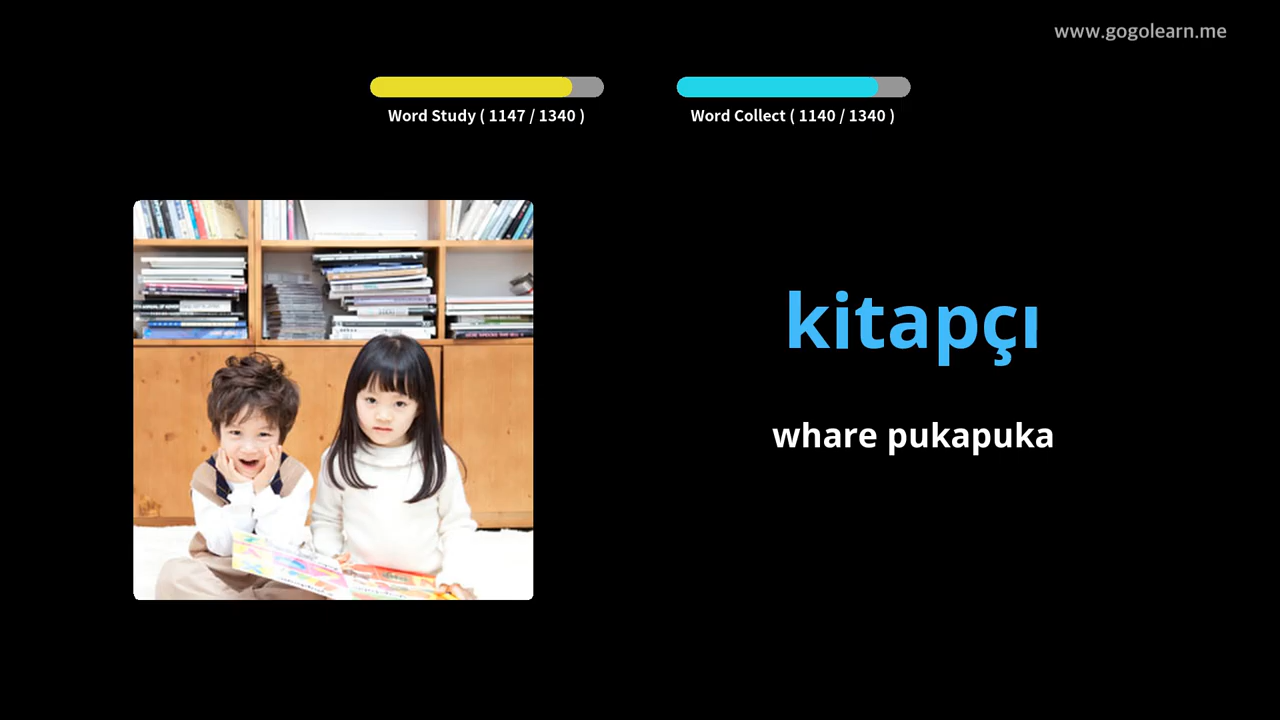 www.gogolearn.me
Word Study ( 1147 / 1340 )
Word Collect ( 1140 / 1340 )
kitapçı
whare pukapuka